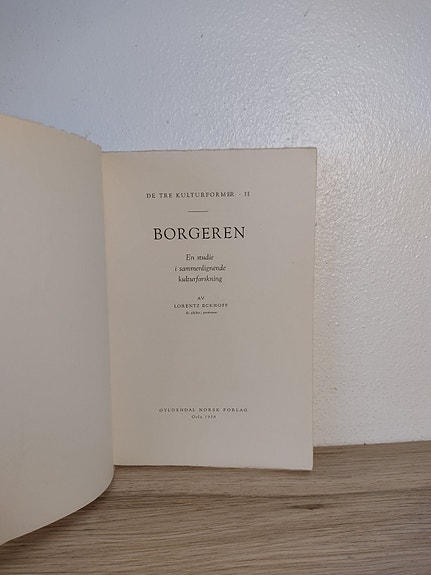 DE TRE KULTURFORMER · II
BORGEREN
En studie
i sammenlignende
kulturforskning
AV
LORENTZ ECKHOFF
GYLDENDAL NORSK FORLAG
Oslo